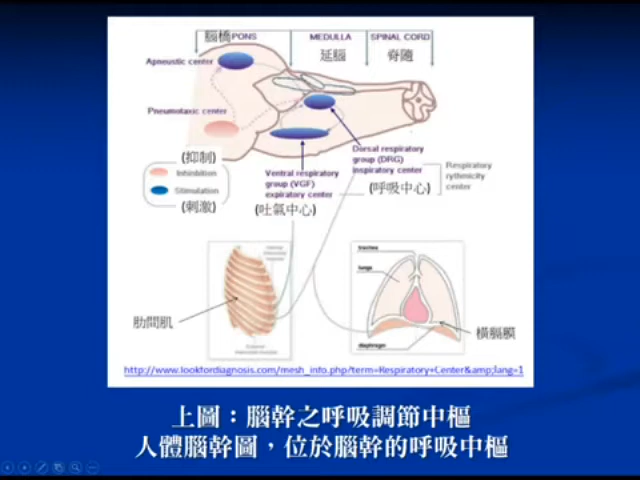 腦橋 PONS
MEDULLA
SPINAL CORD
延腦
脊隨
Apneustic center
Pneumotaxic center
(抑制)
Inhibition
Stimulation
(刺激)
Ventral respiratory
group (VGF)
expiratory center
(吐氣中心)
Dorsal respiratory
group (DRG)
inspiratory center
(呼吸中心)
Respiratory
rythmicity
center
trachea
lungs
diaphragm
肋間肌
橫膈膜
http://www.lookfordiagnosis.com/mesh_info.php?term=Respiratory+Center&amp;lang=1
上圖：腦幹之呼吸調節中樞
人體腦幹圖，位於腦幹的呼吸中樞